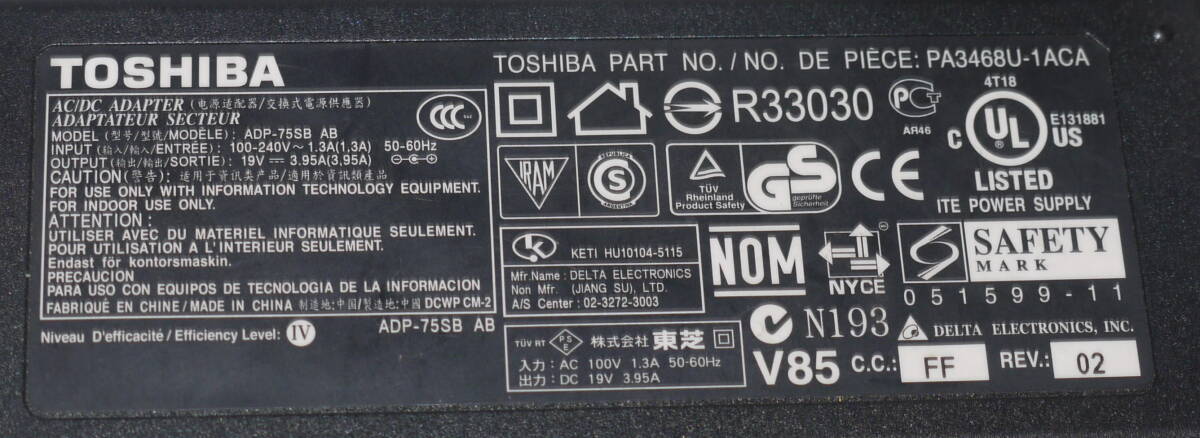 TOSHIBA
TOSHIBA PART NO./NO. DE PIÈCE: PA3468U-1ACA
AC/DC ADAPTER (电源适配器/交換式電源供應器)
ADAPTATEUR SECTEUR
MODEL (型号/型號/MODÈLE): ADP-75SB AB
INPUT (输入/輸入/ENTRÉE): 100-240V~ 1.3A(1.3A) 50-60Hz
OUTPUT (输出/輸出/SORTIE): 19V 3.95A(3.95A)
CAUTION (警告): 适用于资讯类产品/適用於資訊類產品
FOR USE ONLY WITH INFORMATION TECHNOLOGY EQUIPMENT.
FOR INDOOR USE ONLY.
ATTENTION :
UTILISER AVEC DU MATERIEL INFORMATIQUE SEULEMENT.
POUR UTILISATION A L'INTERIEUR SEULEMENT.
Endast för kontorsmaskin.
PRECAUCION
PARA USO CON EQUIPOS DE TECNOLOGIA DE LA INFORMACION
FABRIQUÉ EN CHINE/MADE IN CHINA 制造地:中国/製造地:中國 DCWP CM-2
Niveau D'efficacité / Efficiency Level: IV
ADP-75SB AB
CCC
R33030
PCT
AR46
4T18
C UL US
E131881
LISTED
ITE POWER SUPPLY
IRAM
REPUBLICA
S
ARGENTINA
TÜV
Rheinland
Product Safety
GS
geprüfte
Sicherheit
CE
KETI HU10104-5115
Mfr.Name : DELTA ELECTRONICS
Non Mfr. (JIANG SU), LTD.
A/S Center : 02-3272-3003
NOM
NYCE
SAFETY
MARK
051599-11
TÜV RT PSE 株式会社 東芝
入力: AC 100V 1.3A 50-60Hz
出力: DC 19V 3.95A
N193
DELTA ELECTRONICS, INC.
V85 C.C.: FF REV.: 02